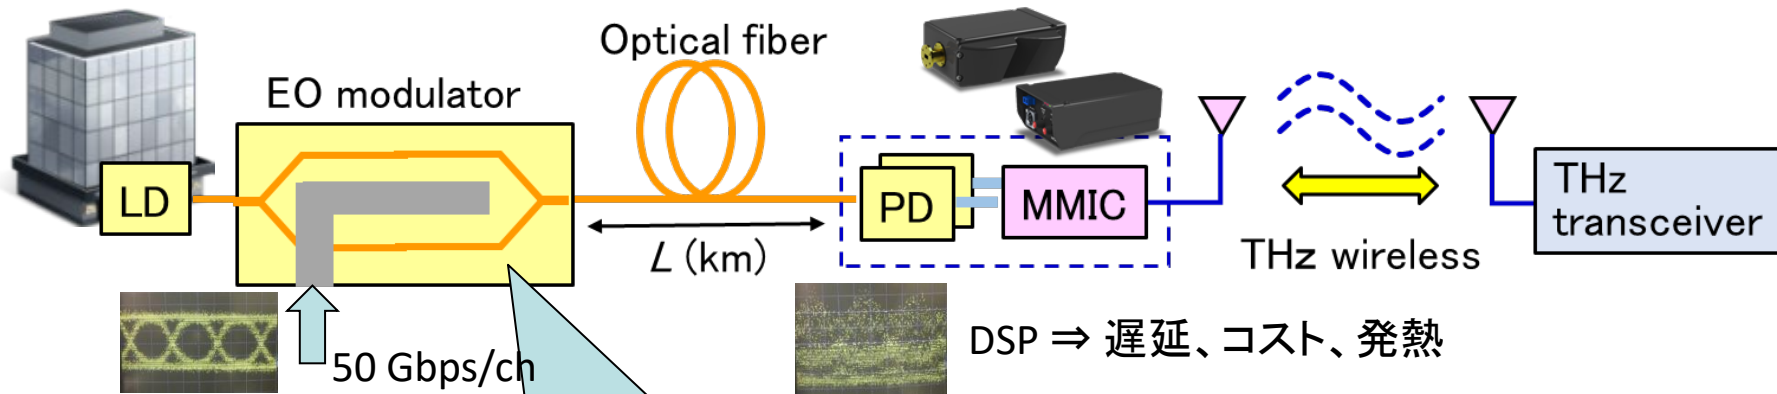 Optical fiber
EO modulator
LD
PD
MMIC
THz
transceiver
L (km)
THz wireless
50 Gbps/ch
DSP ⇒ 遅延、コスト、発熱